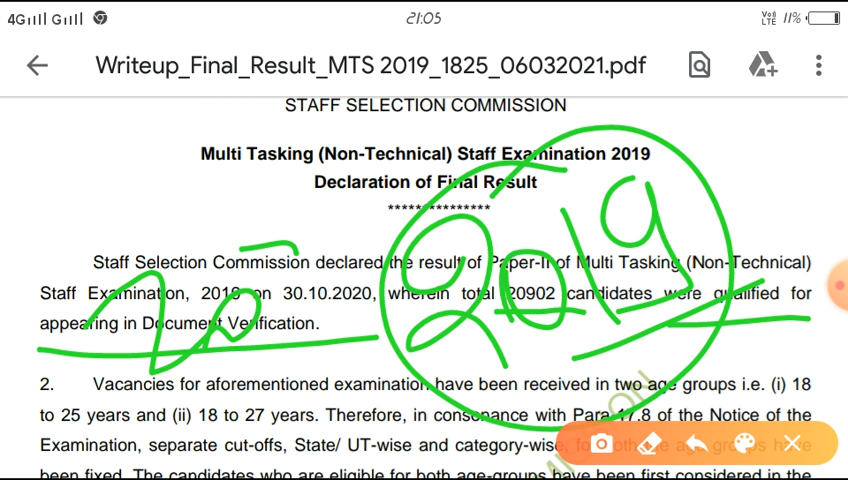 4G G 21:05 VoI) LTE 11%
Writeup_Final_Result_MTS 2019_1825_06032021.pdf
STAFF SELECTION COMMISSION
Multi Tasking (Non-Technical) Staff Examination 2019
Declaration of Final Result
***************
Staff Selection Commission declared the result of Paper-II of Multi Tasking (Non-Technical)
Staff Examination, 2019 on 30.10.2020, wherein total 20902 candidates were qualified for
appearing in Document Verification.
2019
20
2. Vacancies for aforementioned examination have been received in two age groups i.e. (i) 18
to 25 years and (ii) 18 to 27 years. Therefore, in consonance with Para 17.8 of the Notice of the
Examination, separate cut-offs, State/ UT-wise and category-wise, for both the age groups have
been fixed. The candidates who are eligible for both age-groups have been first considered in the